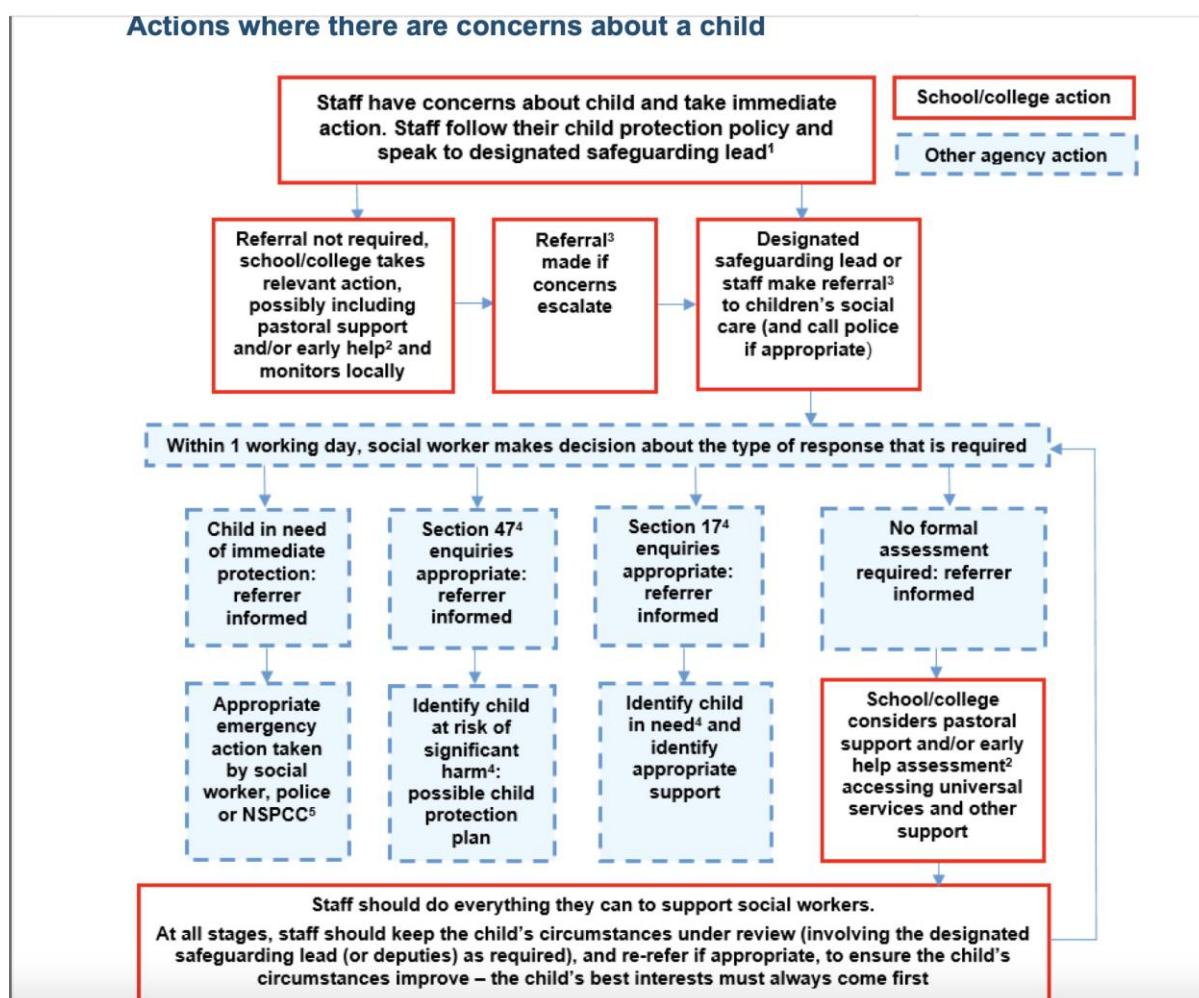 Actions where there are concerns about a child
Staff have concerns about child and take immediate
action. Staff follow their child protection policy and
speak to designated safeguarding lead¹
School/college action
Other agency action
Referral not required,
school/college takes
relevant action,
possibly including
pastoral support
and/or early help² and
monitors locally
Referral³
made if
concerns
escalate
Designated
safeguarding lead or
staff make referral³
to children’s social
care (and call police
if appropriate)
Within 1 working day, social worker makes decision about the type of response that is required
Child in need
of immediate
protection:
referrer
informed
Section 47⁴
enquiries
appropriate:
referrer
informed
Section 17⁴
enquiries
appropriate:
referrer
informed
No formal
assessment
required: referrer
informed
Appropriate
emergency
action taken
by social
worker, police
or NSPCC⁵
Identify child
at risk of
significant
harm⁴:
possible child
protection
plan
Identify child
in need⁴ and
identify
appropriate
support
School/college
considers pastoral
support and/or early
help assessment²
accessing universal
services and other
support
Staff should do everything they can to support social workers.
At all stages, staff should keep the child’s circumstances under review (involving the designated
safeguarding lead (or deputies) as required), and re-refer if appropriate, to ensure the child’s
circumstances improve – the child’s best interests must always come first